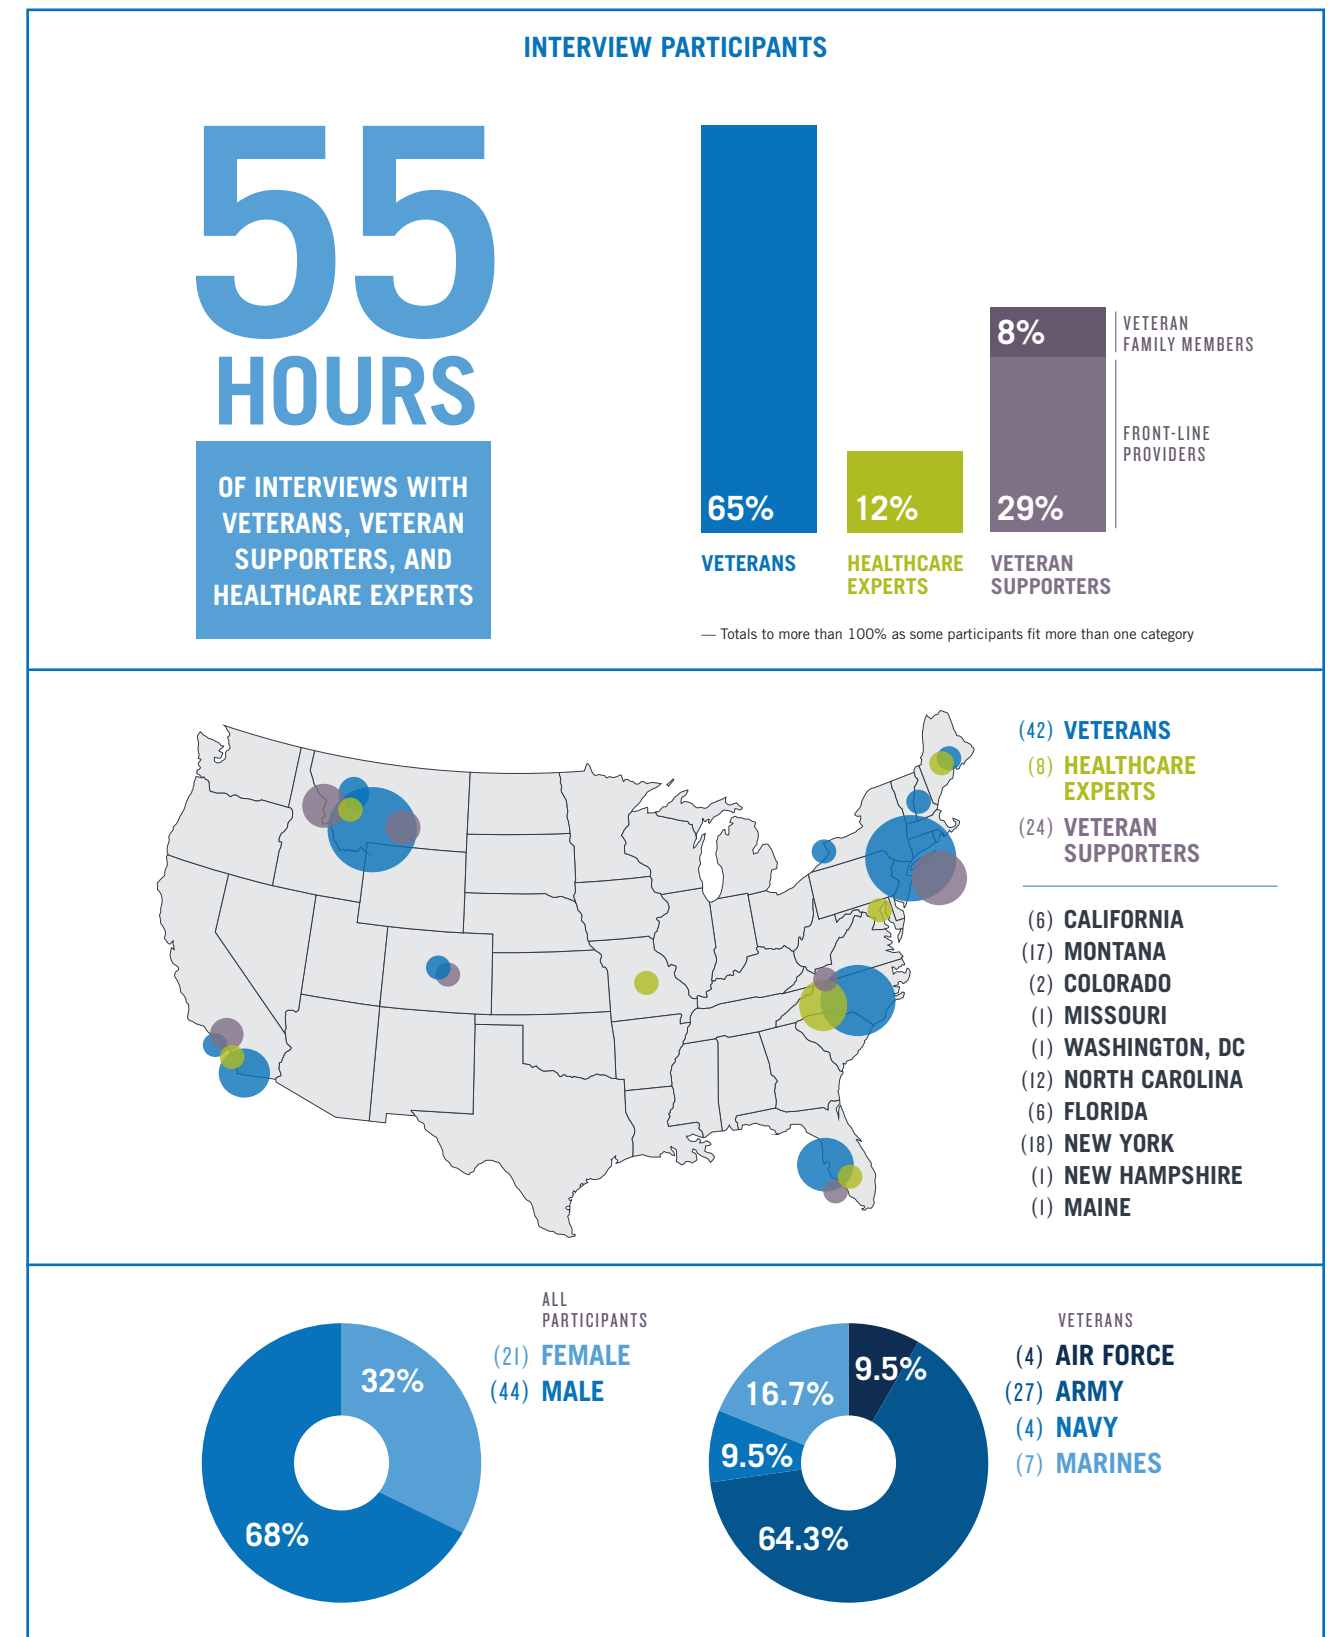 INTERVIEW PARTICIPANTS
55
HOURS
OF INTERVIEWS WITH
VETERANS, VETERAN
SUPPORTERS, AND
HEALTHCARE EXPERTS
8%
VETERAN
FAMILY MEMBERS
FRONT-LINE
PROVIDERS
65%
12%
29%
VETERANS
HEALTHCARE
EXPERTS
VETERAN
SUPPORTERS
— Totals to more than 100% as some participants fit more than one category
(42) VETERANS
(8) HEALTHCARE
EXPERTS
(24) VETERAN
SUPPORTERS
(6) CALIFORNIA
(17) MONTANA
(2) COLORADO
(1) MISSOURI
(1) WASHINGTON, DC
(12) NORTH CAROLINA
(6) FLORIDA
(18) NEW YORK
(1) NEW HAMPSHIRE
(1) MAINE
ALL
PARTICIPANTS
(21) FEMALE
(44) MALE
32%
68%
VETERANS
(4) AIR FORCE
(27) ARMY
(4) NAVY
(7) MARINES
9.5%
16.7%
9.5%
64.3%